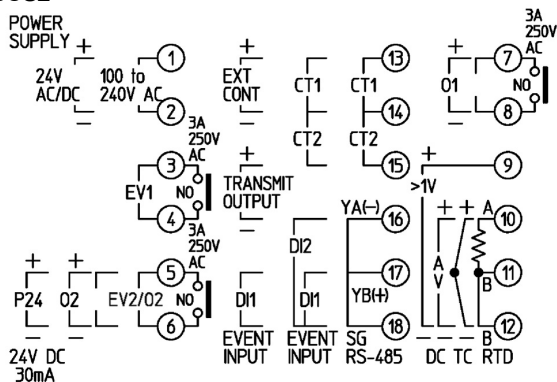 POWER
SUPPLY
+
24V
AC/DC
100 to
240V AC
−
1
2
3A
250V
AC
3
EV1
NO
4
3A
250V
AC
+
+
5
P24
O2
EV2/O2
NO
6
−
−
24V DC
30mA
+
EXT
CONT
−
+
TRANSMIT
OUTPUT
−
DI1
EVENT
INPUT
CT1
CT1
13
14
CT2
CT2
15
DI2
DI1
EVENT
INPUT
YA(−)
16
17
YB(+)
18
SG
RS-485
3A
250V
AC
+
7
O1
NO
8
−
+
9
>1V
+
+
A
10
A
V
B
11
B
12
−
−
−
DC
TC
RTD